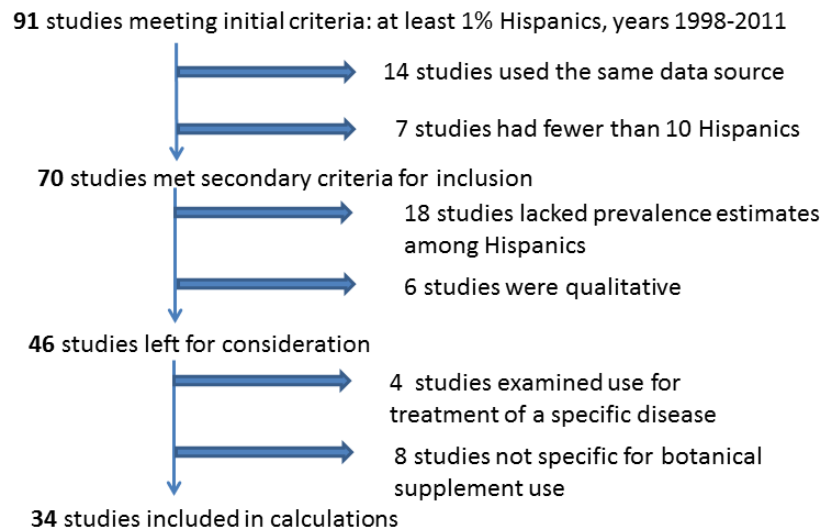 91 studies meeting initial criteria: at least 1% Hispanics, years 1998-2011
14 studies used the same data source
7 studies had fewer than 10 Hispanics
70 studies met secondary criteria for inclusion
18 studies lacked prevalence estimates
among Hispanics
6 studies were qualitative
46 studies left for consideration
4 studies examined use for
treatment of a specific disease
8 studies not specific for botanical
supplement use
34 studies included in calculations